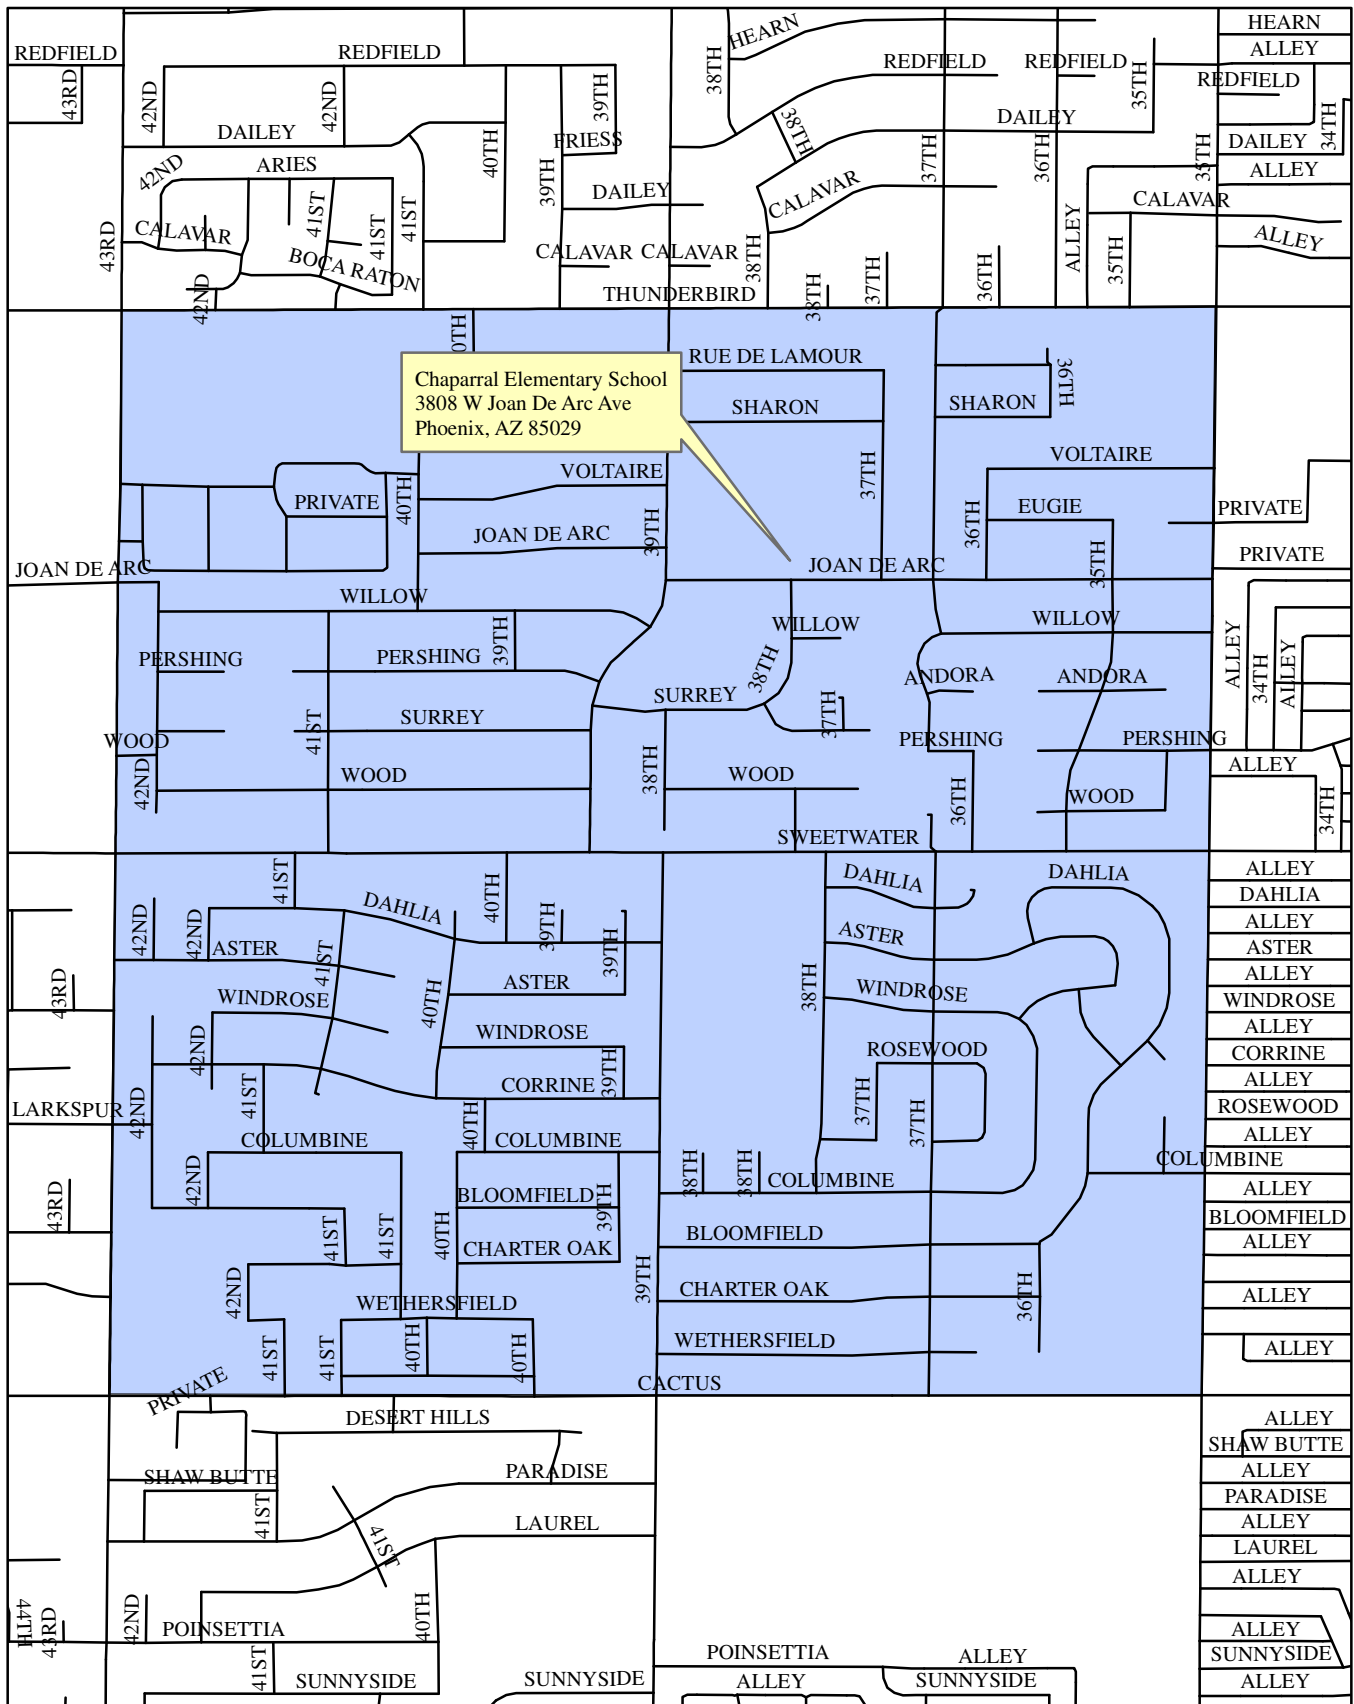 HEARN
HEARN
REDFIELD
REDFIELD
REDFIELD
REDFIELD
ALLEY
38TH
35TH
43RD
42ND
42ND
39TH
REDFIELD
DAILEY
DAILEY
38TH
34TH
FRIESS
40TH
37TH
36TH
35TH
DAILEY
42ND
ARIES
39TH
DAILEY
CALAVAR
ALLEY
43RD
CALAVAR
41ST
41ST
41ST
CALAVAR
ALLEY
35TH
ALLEY
BOCA RATON
CALAVAR
CALAVAR
38TH
37TH
36TH
42ND
THUNDERBIRD
38TH
0TH
RUE DE LAMOUR
36TH
Chaparral Elementary School
3808 W Joan De Arc Ave
Phoenix, AZ 85029
SHARON
SHARON
VOLTAIRE
VOLTAIRE
37TH
PRIVATE
40TH
EUGIE
PRIVATE
JOAN DE ARC
39TH
36TH
35TH
PRIVATE
JOAN DE ARC
JOAN DE ARC
WILLOW
WILLOW
WILLOW
39TH
PERSHING
PERSHING
38TH
ANDORA
ANDORA
ALLEY
34TH
ALLEY
SURREY
SURREY
37TH
41ST
WOOD
PERSHING
PERSHING
42ND
WOOD
38TH
WOOD
36TH
WOOD
ALLEY
34TH
SWEETWATER
41ST
40TH
DAHLIA
DAHLIA
ALLEY
DAHLIA
DAHLIA
42ND
42ND
39TH
39TH
ALLEY
ASTER
41ST
ASTER
ASTER
43RD
40TH
ASTER
38TH
ALLEY
WINDROSE
WINDROSE
WINDROSE
42ND
WINDROSE
ALLEY
ROSEWOOD
CORRINE
41ST
CORRINE
39TH
ALLEY
LARKSPUR
42ND
40TH
37TH
37TH
ROSEWOOD
COLUMBINE
COLUMBINE
ALLEY
42ND
38TH
38TH
COLUMBINE
COLUMBINE
43RD
BLOOMFIELD
39TH
ALLEY
41ST
41ST
40TH
BLOOMFIELD
BLOOMFIELD
CHARTER OAK
ALLEY
42ND
39TH
CHARTER OAK
36TH
ALLEY
WETHERSFIELD
WETHERSFIELD
41ST
41ST
40TH
40TH
ALLEY
PRIVATE
CACTUS
DESERT HILLS
ALLEY
SHAW BUTTE
SHAW BUTTE
PARADISE
ALLEY
41ST
PARADISE
LAUREL
ALLEY
41ST
LAUREL
ALLEY
44TH
43RD
42ND
POINSETTIA
40TH
ALLEY
41ST
POINSETTIA
ALLEY
SUNNYSIDE
SUNNYSIDE
SUNNYSIDE
ALLEY
SUNNYSIDE
ALLEY